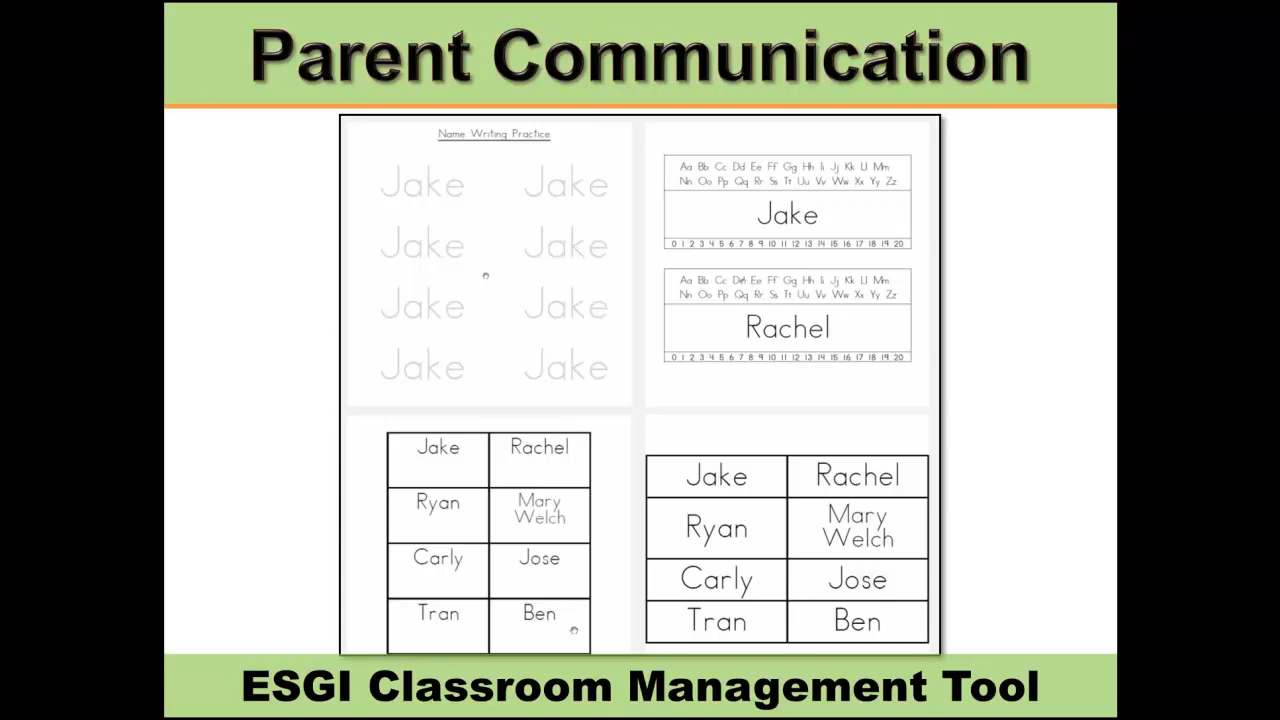 Parent Communication
Name Writing Practice
Jake Jake
Jake Jake
Jake Jake
Jake Jake
Aa Bb Cc Dd Ee Ff Gg Hh Ii Jj Kk Ll Mm
Nn Oo Pp Qq Rr Ss Tt Uu Vv Ww Xx Yy Zz
Jake
0 1 2 3 4 5 6 7 8 9 10 11 12 13 14 15 16 17 18 19 20
Aa Bb Cc Dd Ee Ff Gg Hh Ii Jj Kk Ll Mm
Nn Oo Pp Qq Rr Ss Tt Uu Vv Ww Xx Yy Zz
Rachel
0 1 2 3 4 5 6 7 8 9 10 11 12 13 14 15 16 17 18 19 20
Jake Rachel
Ryan Mary
Welch
Carly Jose
Tran Ben
Jake Rachel
Ryan Mary
Welch
Carly Jose
Tran Ben
ESGI Classroom Management Tool